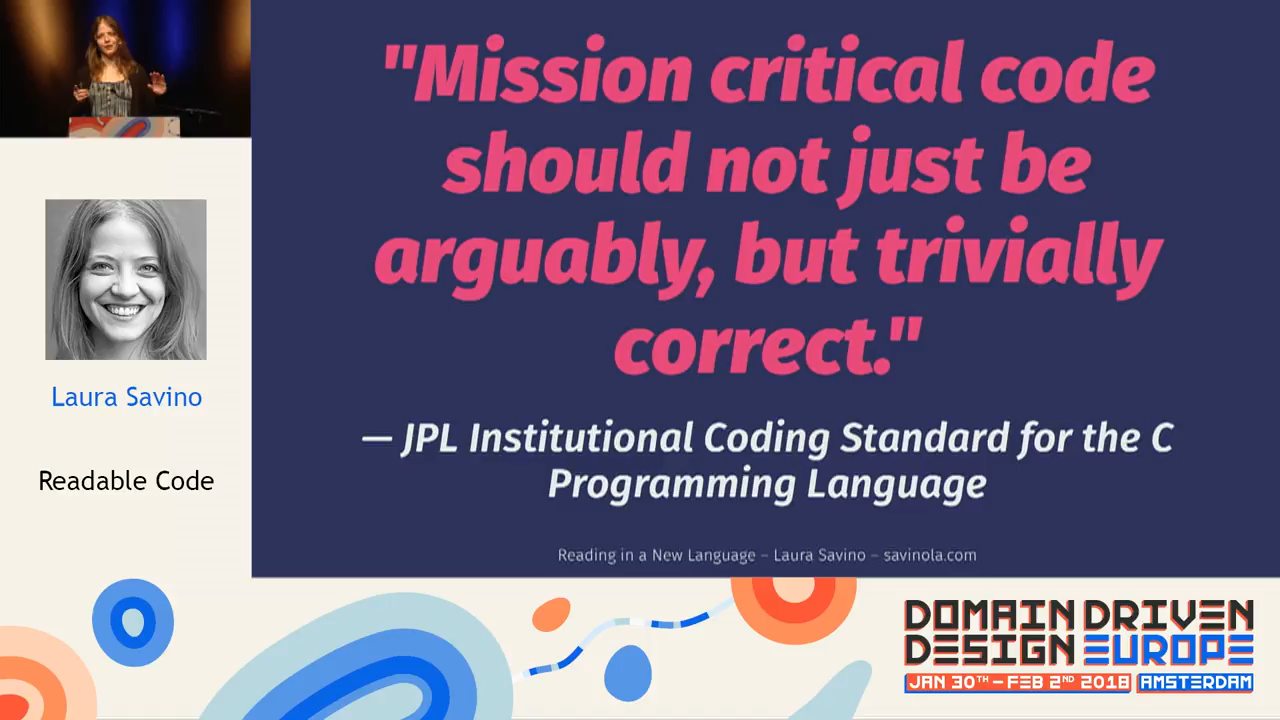 "Mission critical code
should not just be
arguably, but trivially
correct."
— JPL Institutional Coding Standard for the C
Programming Language
Reading in a New Language – Laura Savino – savinola.com
Laura Savino
Readable Code
DOMAIN DRIVEN
DESIGN EUROPE
JAN 30TH – FEB 2ND 2018 AMSTERDAM